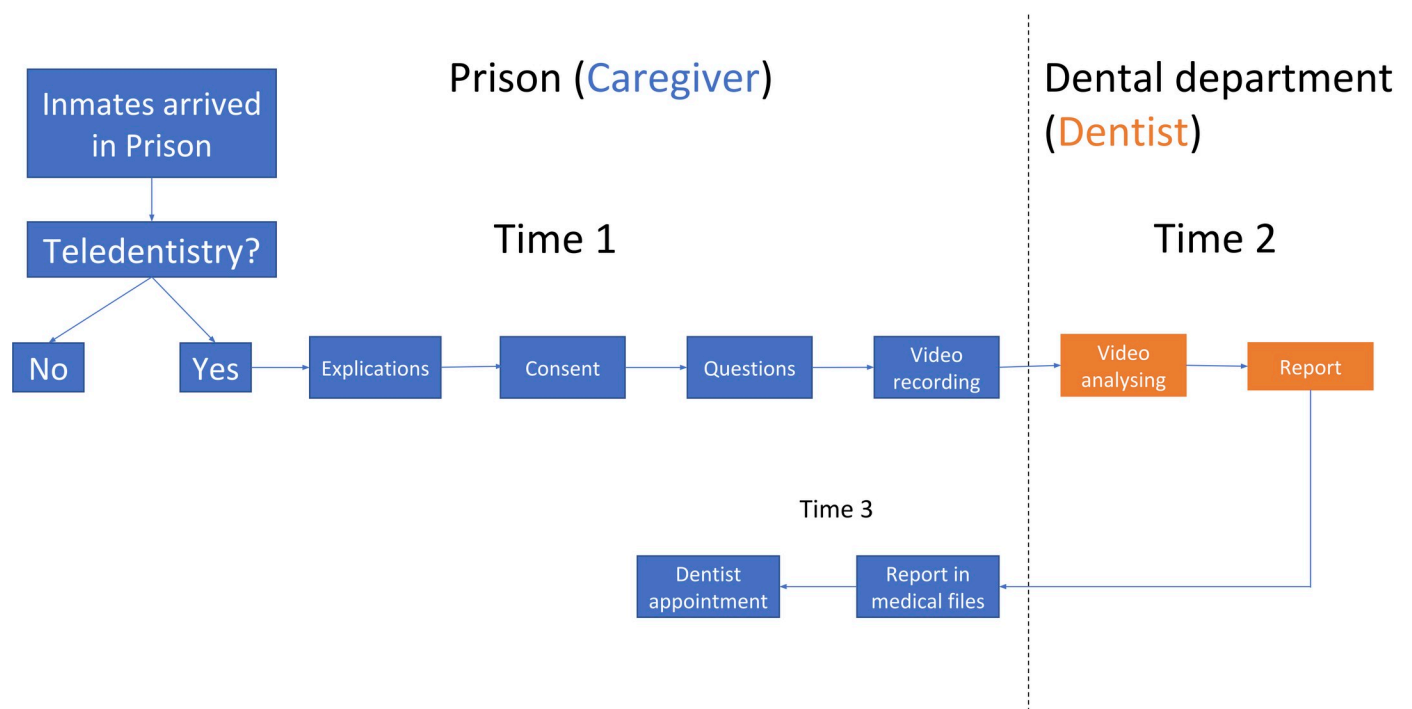 Prison (Caregiver)
Dental department
(Dentist)
Inmates arrived
in Prison
Teledentistry?
Time 1
Time 2
No
Yes
Explications
Consent
Questions
Video
recording
Video
analysing
Report
Time 3
Dentist
appointment
Report in
medical files